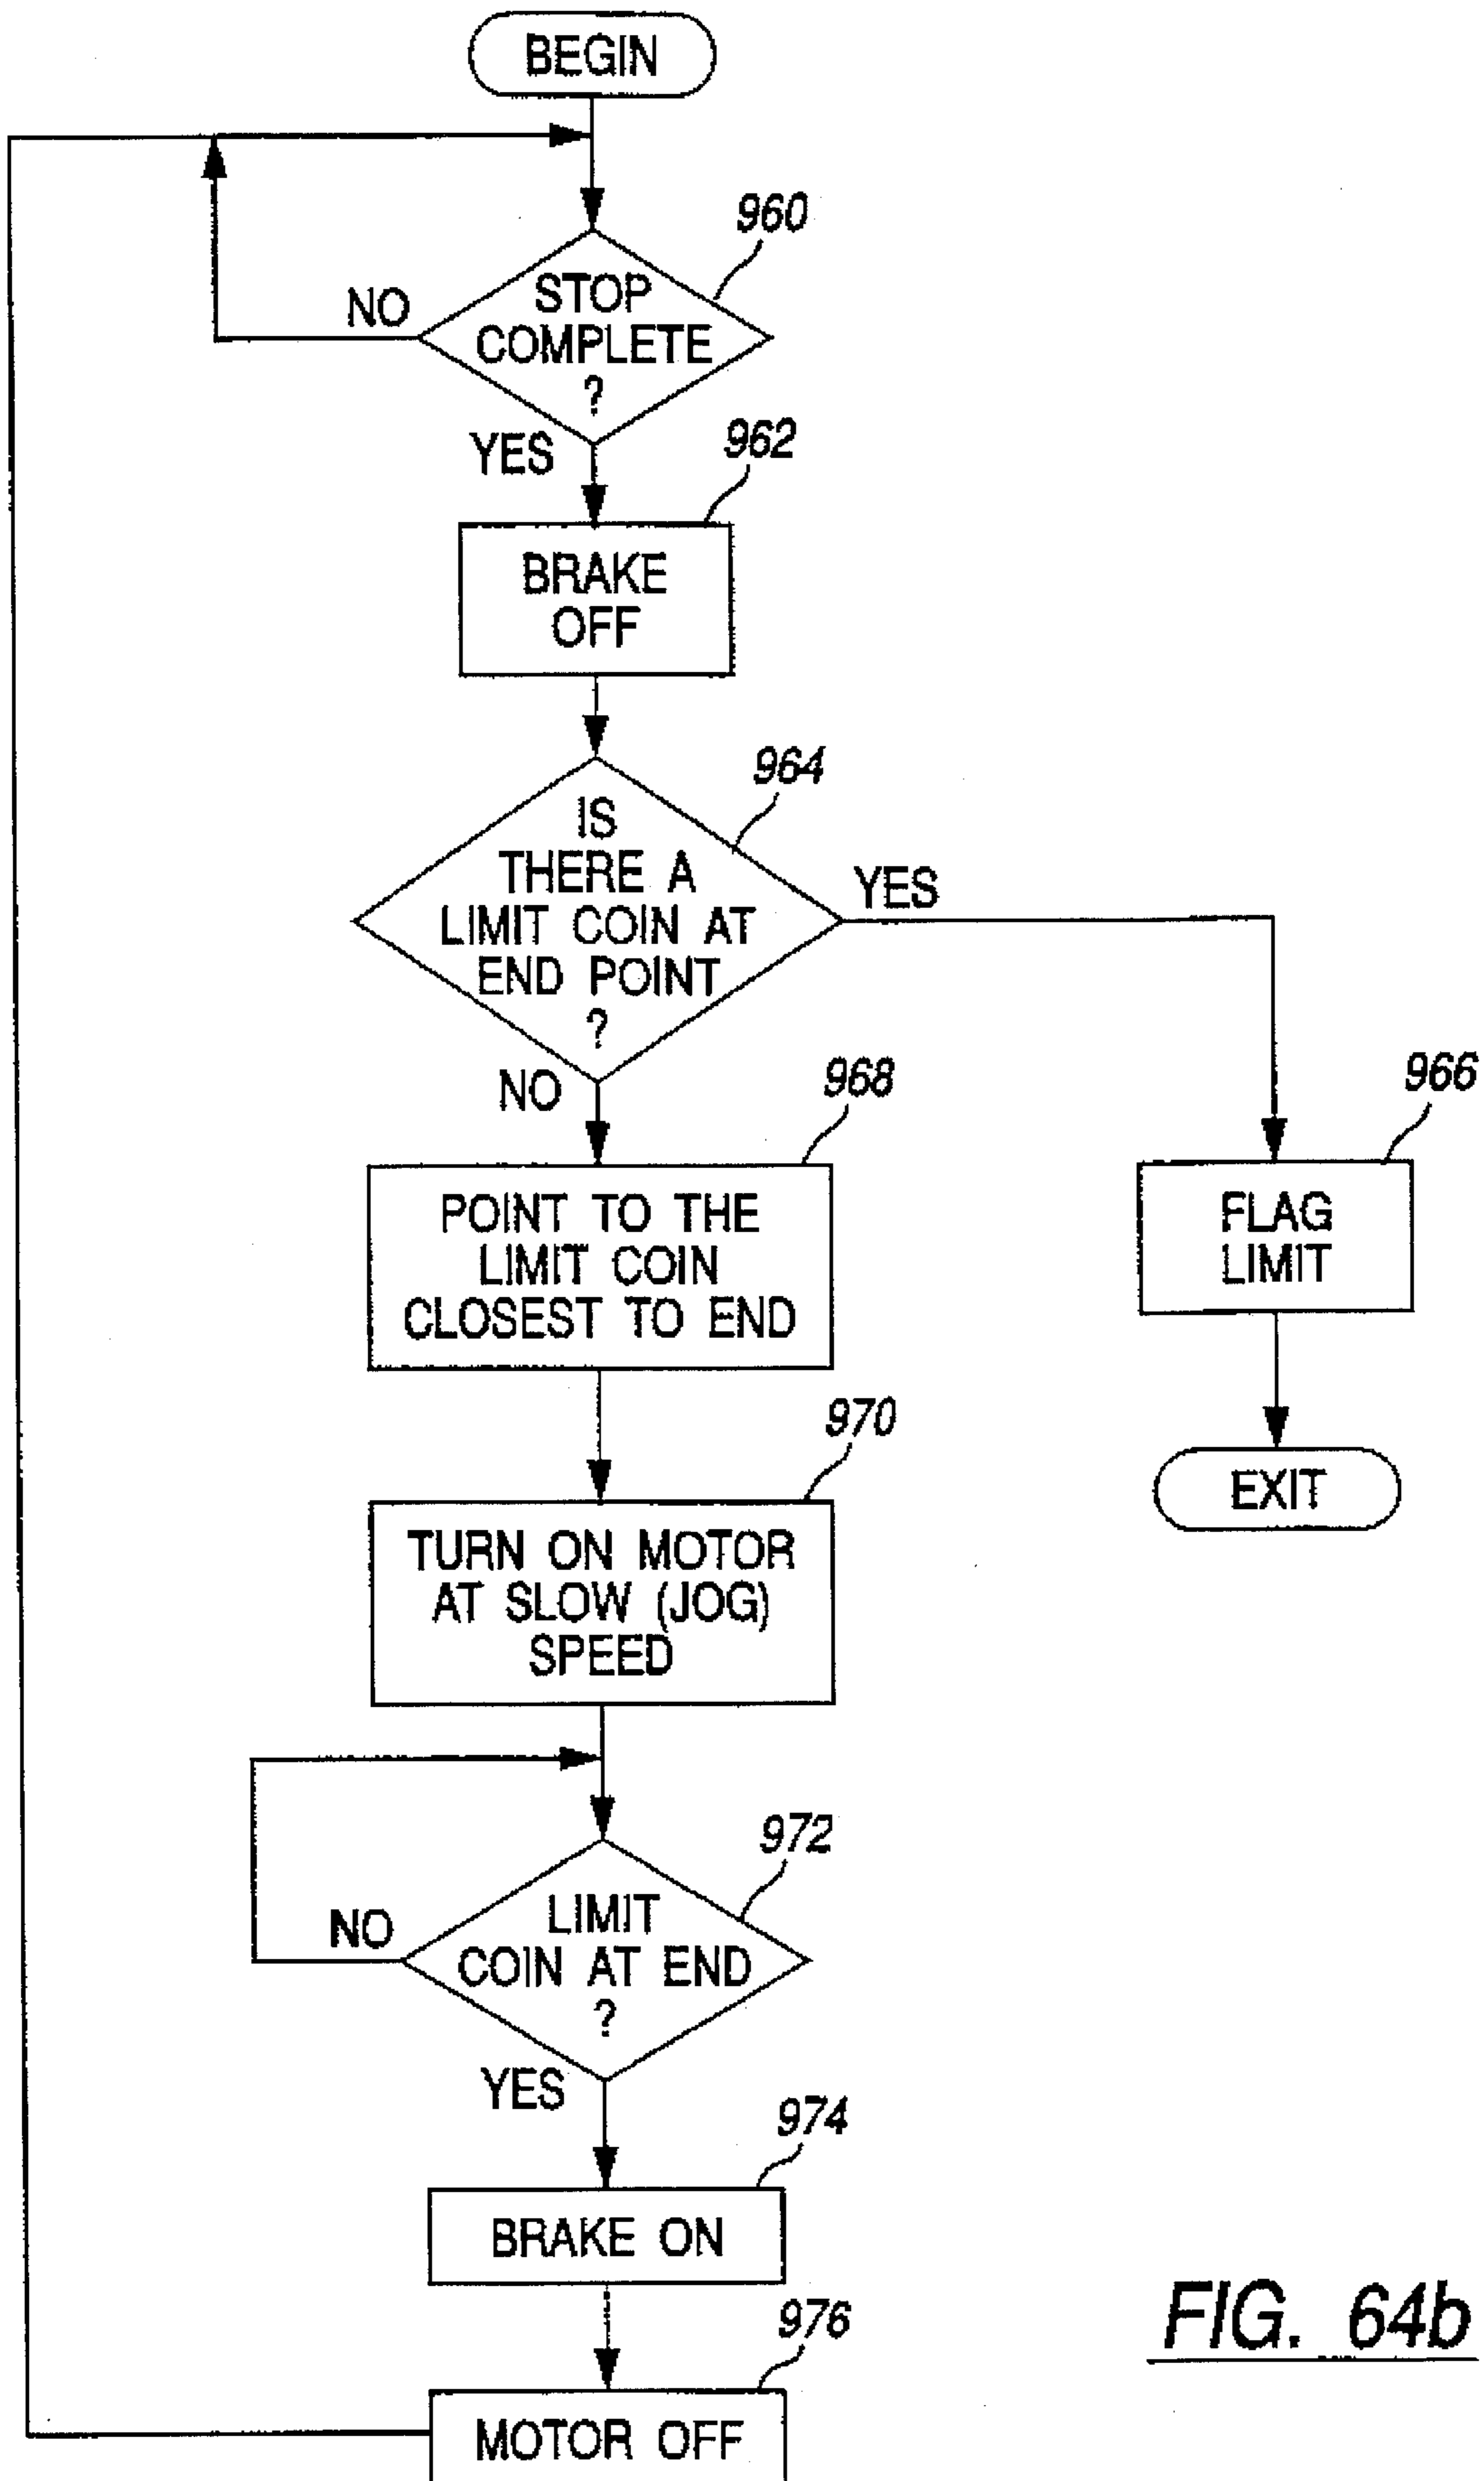 BEGIN
960
STOP
COMPLETE
?
NO
YES
962
BRAKE
OFF
964
IS
THERE A
LIMIT COIN AT
END POINT
?
YES
NO
968
966
POINT TO THE
LIMIT COIN
CLOSEST TO END
FLAG
LIMIT
970
EXIT
TURN ON MOTOR
AT SLOW (JOG)
SPEED
972
LIMIT
COIN AT END
?
NO
YES
974
BRAKE ON
976
MOTOR OFF
FIG. 64b